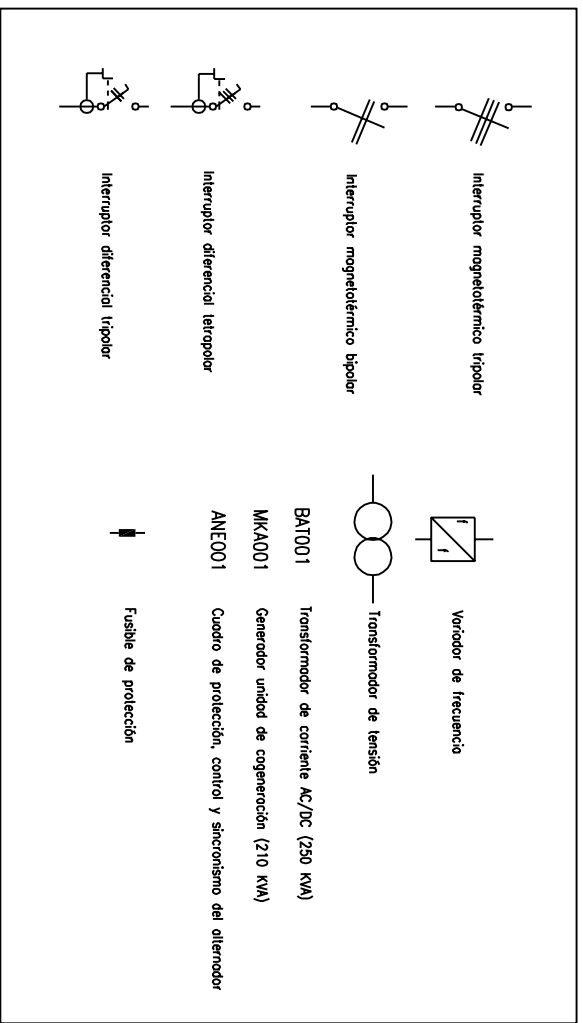 Interruptor magnetotérmico tripolar
Interruptor magnetotérmico bipolar
Interruptor diferencial tetrapolar
Interruptor diferencial tripolar
f
f
Variador de frecuencia
Transformador de tensión
BAT001 Transformador de corriente AC/DC (250 KVA)
MKA001 Generador unidad de cogeneración (210 KVA)
ANE001 Cuadro de protección, control y sincronismo del alternador
Fusible de protección